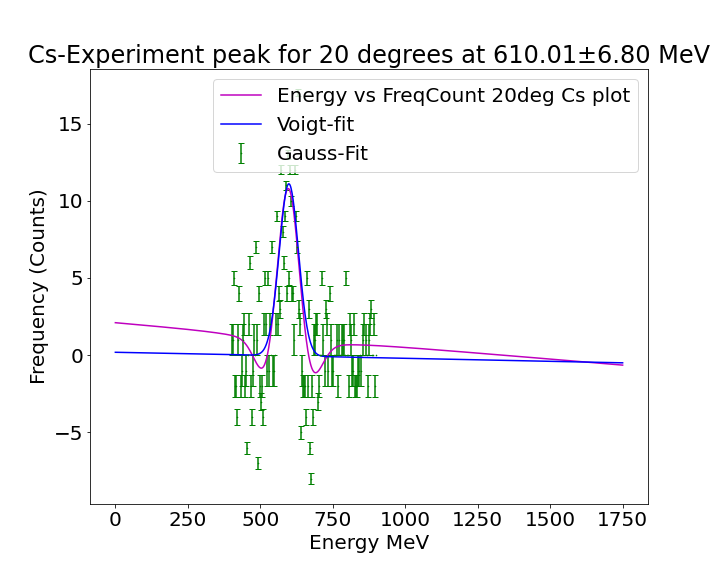 Cs-Experiment peak for 20 degrees at 610.01±6.80 MeV
Energy vs FreqCount 20deg Cs plot
Voigt-fit
Gauss-Fit
Frequency (Counts)
15
10
5
0
−5
0 250 500 750 1000 1250 1500 1750
Energy MeV